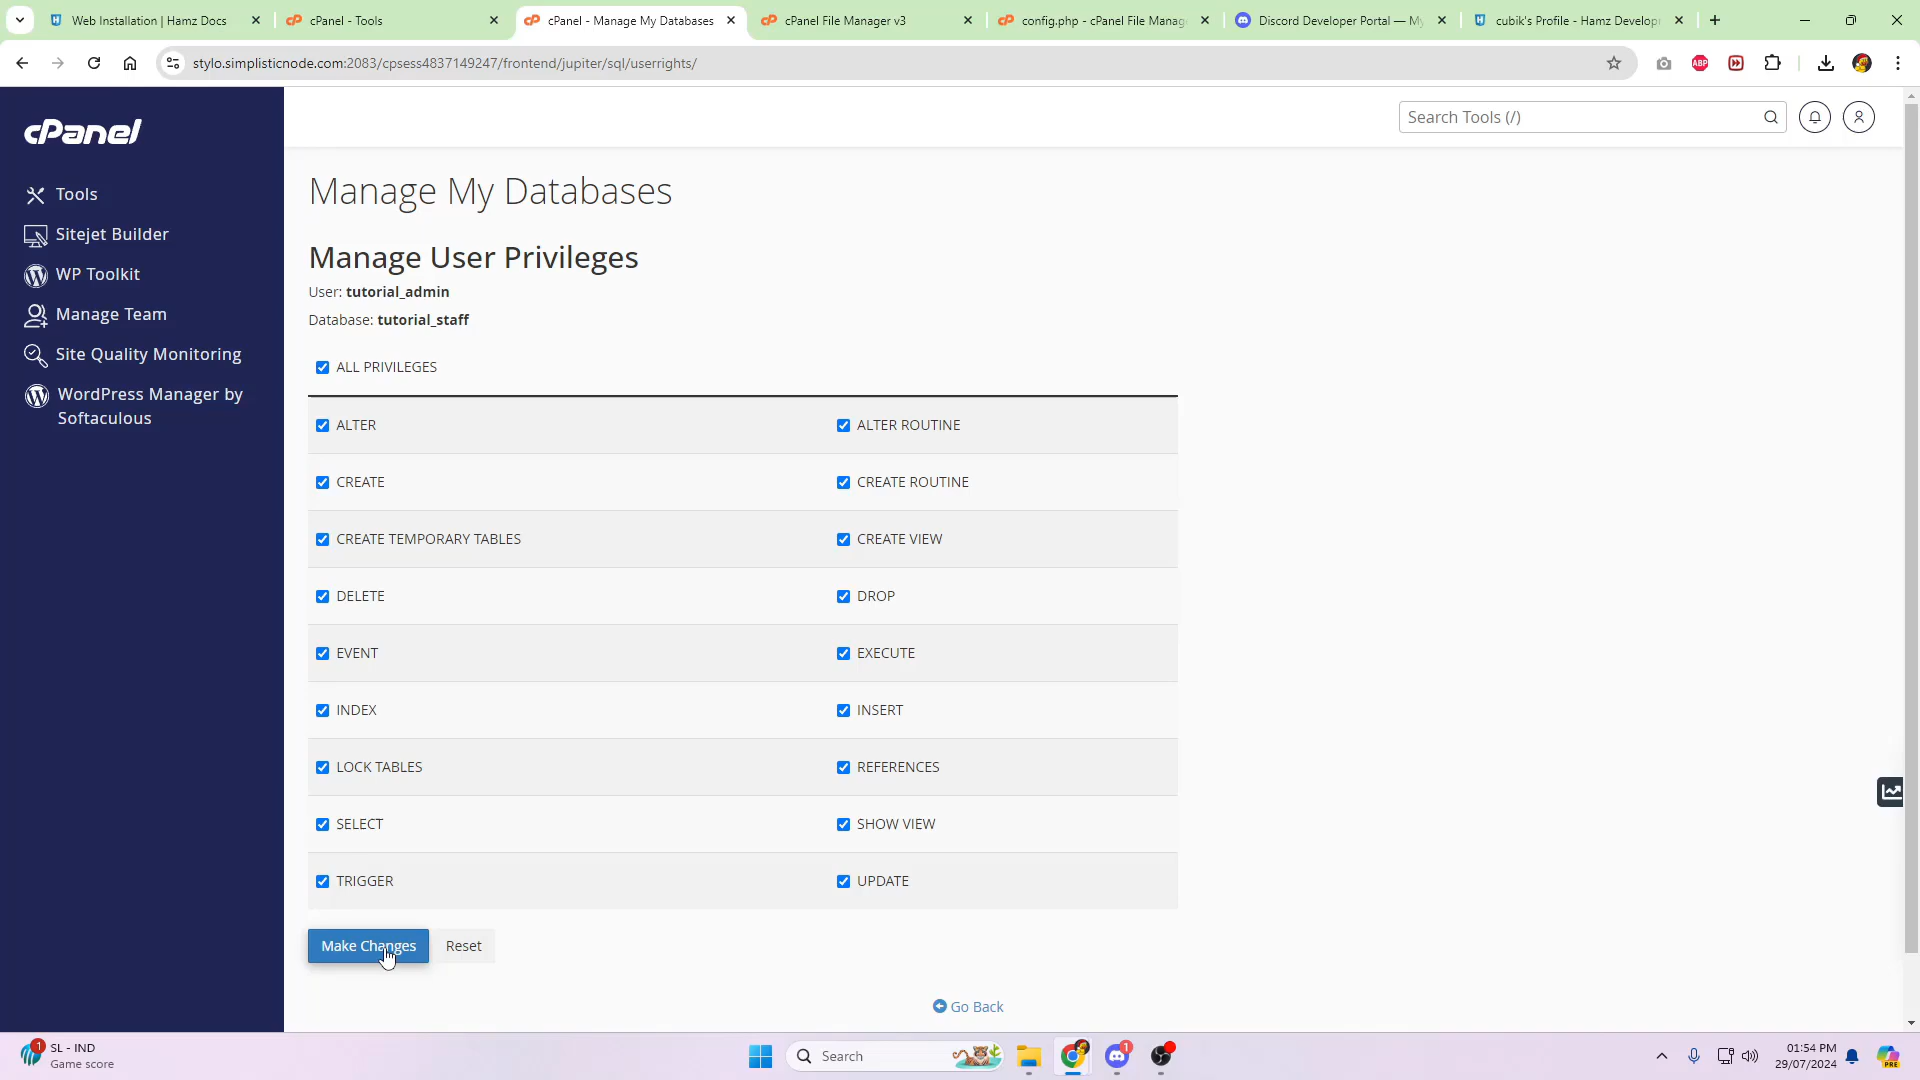 Web Installation | Hamz Docs
cPanel - Tools
cPanel - Manage My Databases
cPanel File Manager v3
config.php - cPanel File Manag
Discord Developer Portal — My
cubik's Profile - Hamz Develop
stylo.simplisticnode.com:2083/cpsess4837149247/frontend/jupiter/sql/userrights/
ABP
cPanel
Search Tools (/)
Tools
Sitejet Builder
WP Toolkit
Manage Team
Site Quality Monitoring
WordPress Manager by
Softaculous
Manage My Databases
Manage User Privileges
User: tutorial_admin
Database: tutorial_staff
ALL PRIVILEGES
ALTER
ALTER ROUTINE
CREATE
CREATE ROUTINE
CREATE TEMPORARY TABLES
CREATE VIEW
DELETE
DROP
EVENT
EXECUTE
INDEX
INSERT
LOCK TABLES
REFERENCES
SELECT
SHOW VIEW
TRIGGER
UPDATE
Make Changes
Reset
Go Back
1
SL - IND
Game score
Search
1
01:54 PM
29/07/2024
PRE